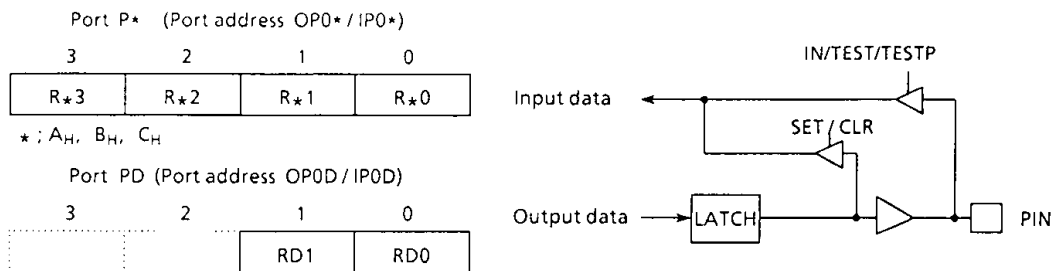 Port P* (Port address OP0* / IP0*)
3 2 1 0
R*3 R*2 R*1 R*0
* ; AH, BH, CH
Port PD (Port address OP0D / IP0D)
3 2 1 0
RD1 RD0
IN/TEST/TESTP
Input data
SET / CLR
Output data LATCH PIN